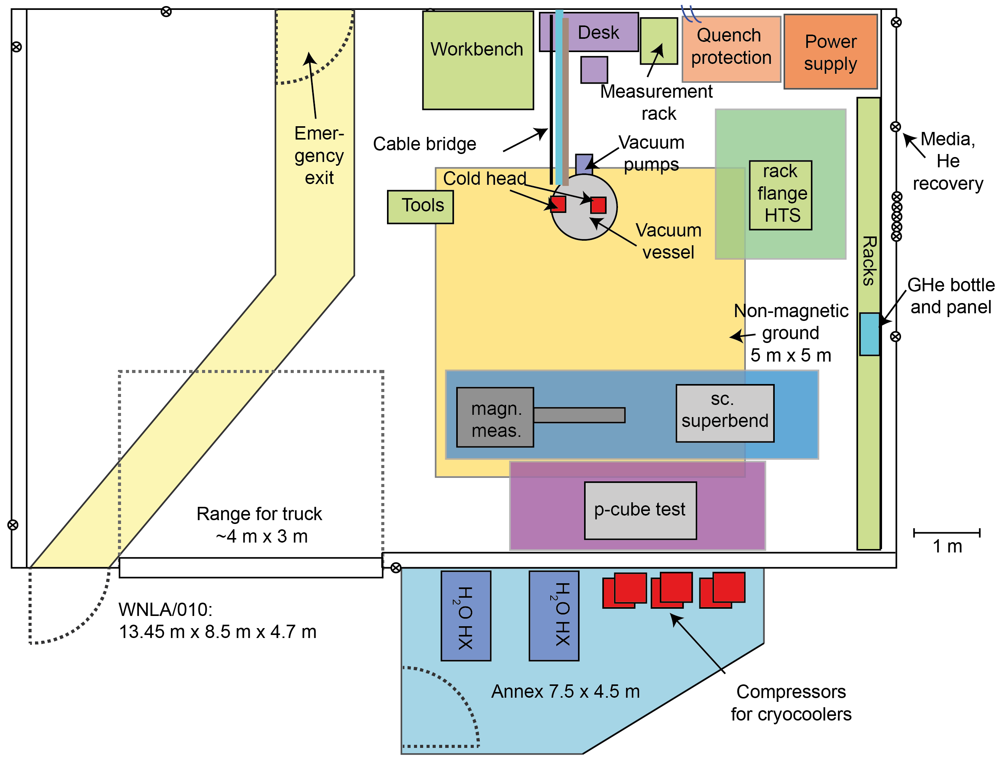 Workbench
Desk
Quench
protection
Power
supply
Measurement
rack
Emer-
gency
exit
Cable bridge
Vacuum
pumps
Media,
He
recovery
Cold head
rack
flange
HTS
Tools
Vacuum
vessel
Racks
GHe bottle
and panel
Non-magnetic
ground
5 m x 5 m
magn.
meas.
sc.
superbend
Range for truck
~4 m x 3 m
p-cube test
1 m
WNLA/010:
13.45 m x 8.5 m x 4.7 m
H₂O HX
H₂O HX
Annex 7.5 x 4.5 m
Compressors
for cryocoolers